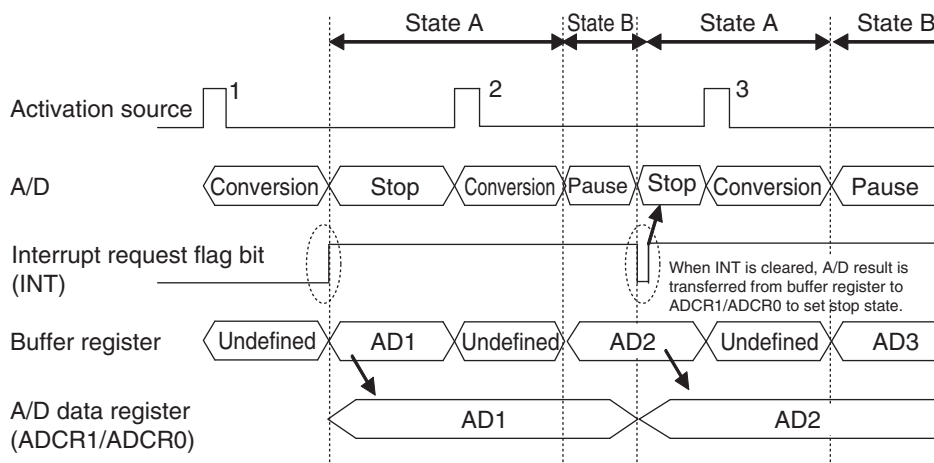 State A State B State A State B
Activation source 1 2 3
A/D Conversion Stop Conversion Pause Stop Conversion Pause
Interrupt request flag bit
(INT)
When INT is cleared, A/D result is
transferred from buffer register to
ADCR1/ADCR0 to set stop state.
Buffer register Undefined AD1 Undefined AD2 Undefined AD3
A/D data register
(ADCR1/ADCR0)
AD1 AD2